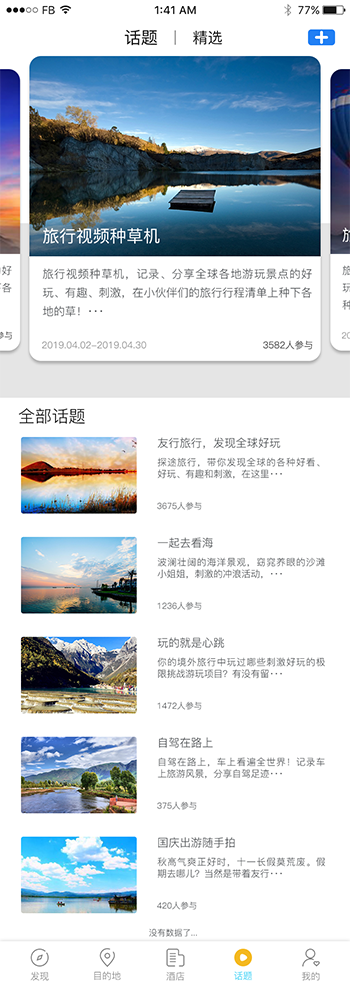 FB 1:41 AM 77%
话题 | 精选
旅行视频种草机
旅行视频种草机，记录、分享全球各地游玩景点的好
玩、有趣、刺激，在小伙伴们的旅行行程清单上种下各
地的草！···
2019.04.02-2019.04.30 3582人参与
好
各
人参与
旅
种
全部话题
友行旅行，发现全球好玩
探途旅行，带你发现全球的各种好看、
好玩、有趣和刺激，在这里···
3675人参与
一起去看海
波澜壮阔的海洋景观，窈窕养眼的沙滩
小姐姐，刺激的冲浪活动，···
1236人参与
玩的就是心跳
你的境外旅行中玩过哪些刺激好玩的极
限挑战游玩项目？有没有留···
1472人参与
自驾在路上
自驾在路上，车上看遍全世界！记录车
上旅游风景，分享自驾足迹···
375人参与
国庆出游随手拍
秋高气爽正好时，十一长假莫荒废。假
期去哪儿？当然是带着友行···
420人参与
没有数据了...
发现 目的地 酒店 话题 我的